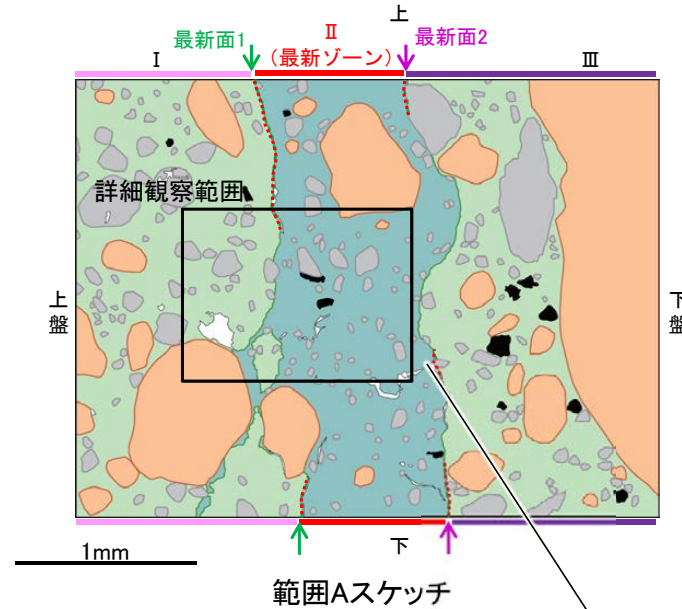 上
最新面1
Ⅱ
最新面2
Ⅰ
(最新ゾーン)
Ⅲ
詳細観察範囲
上
盤
下
盤
下
1mm
範囲Aスケッチ